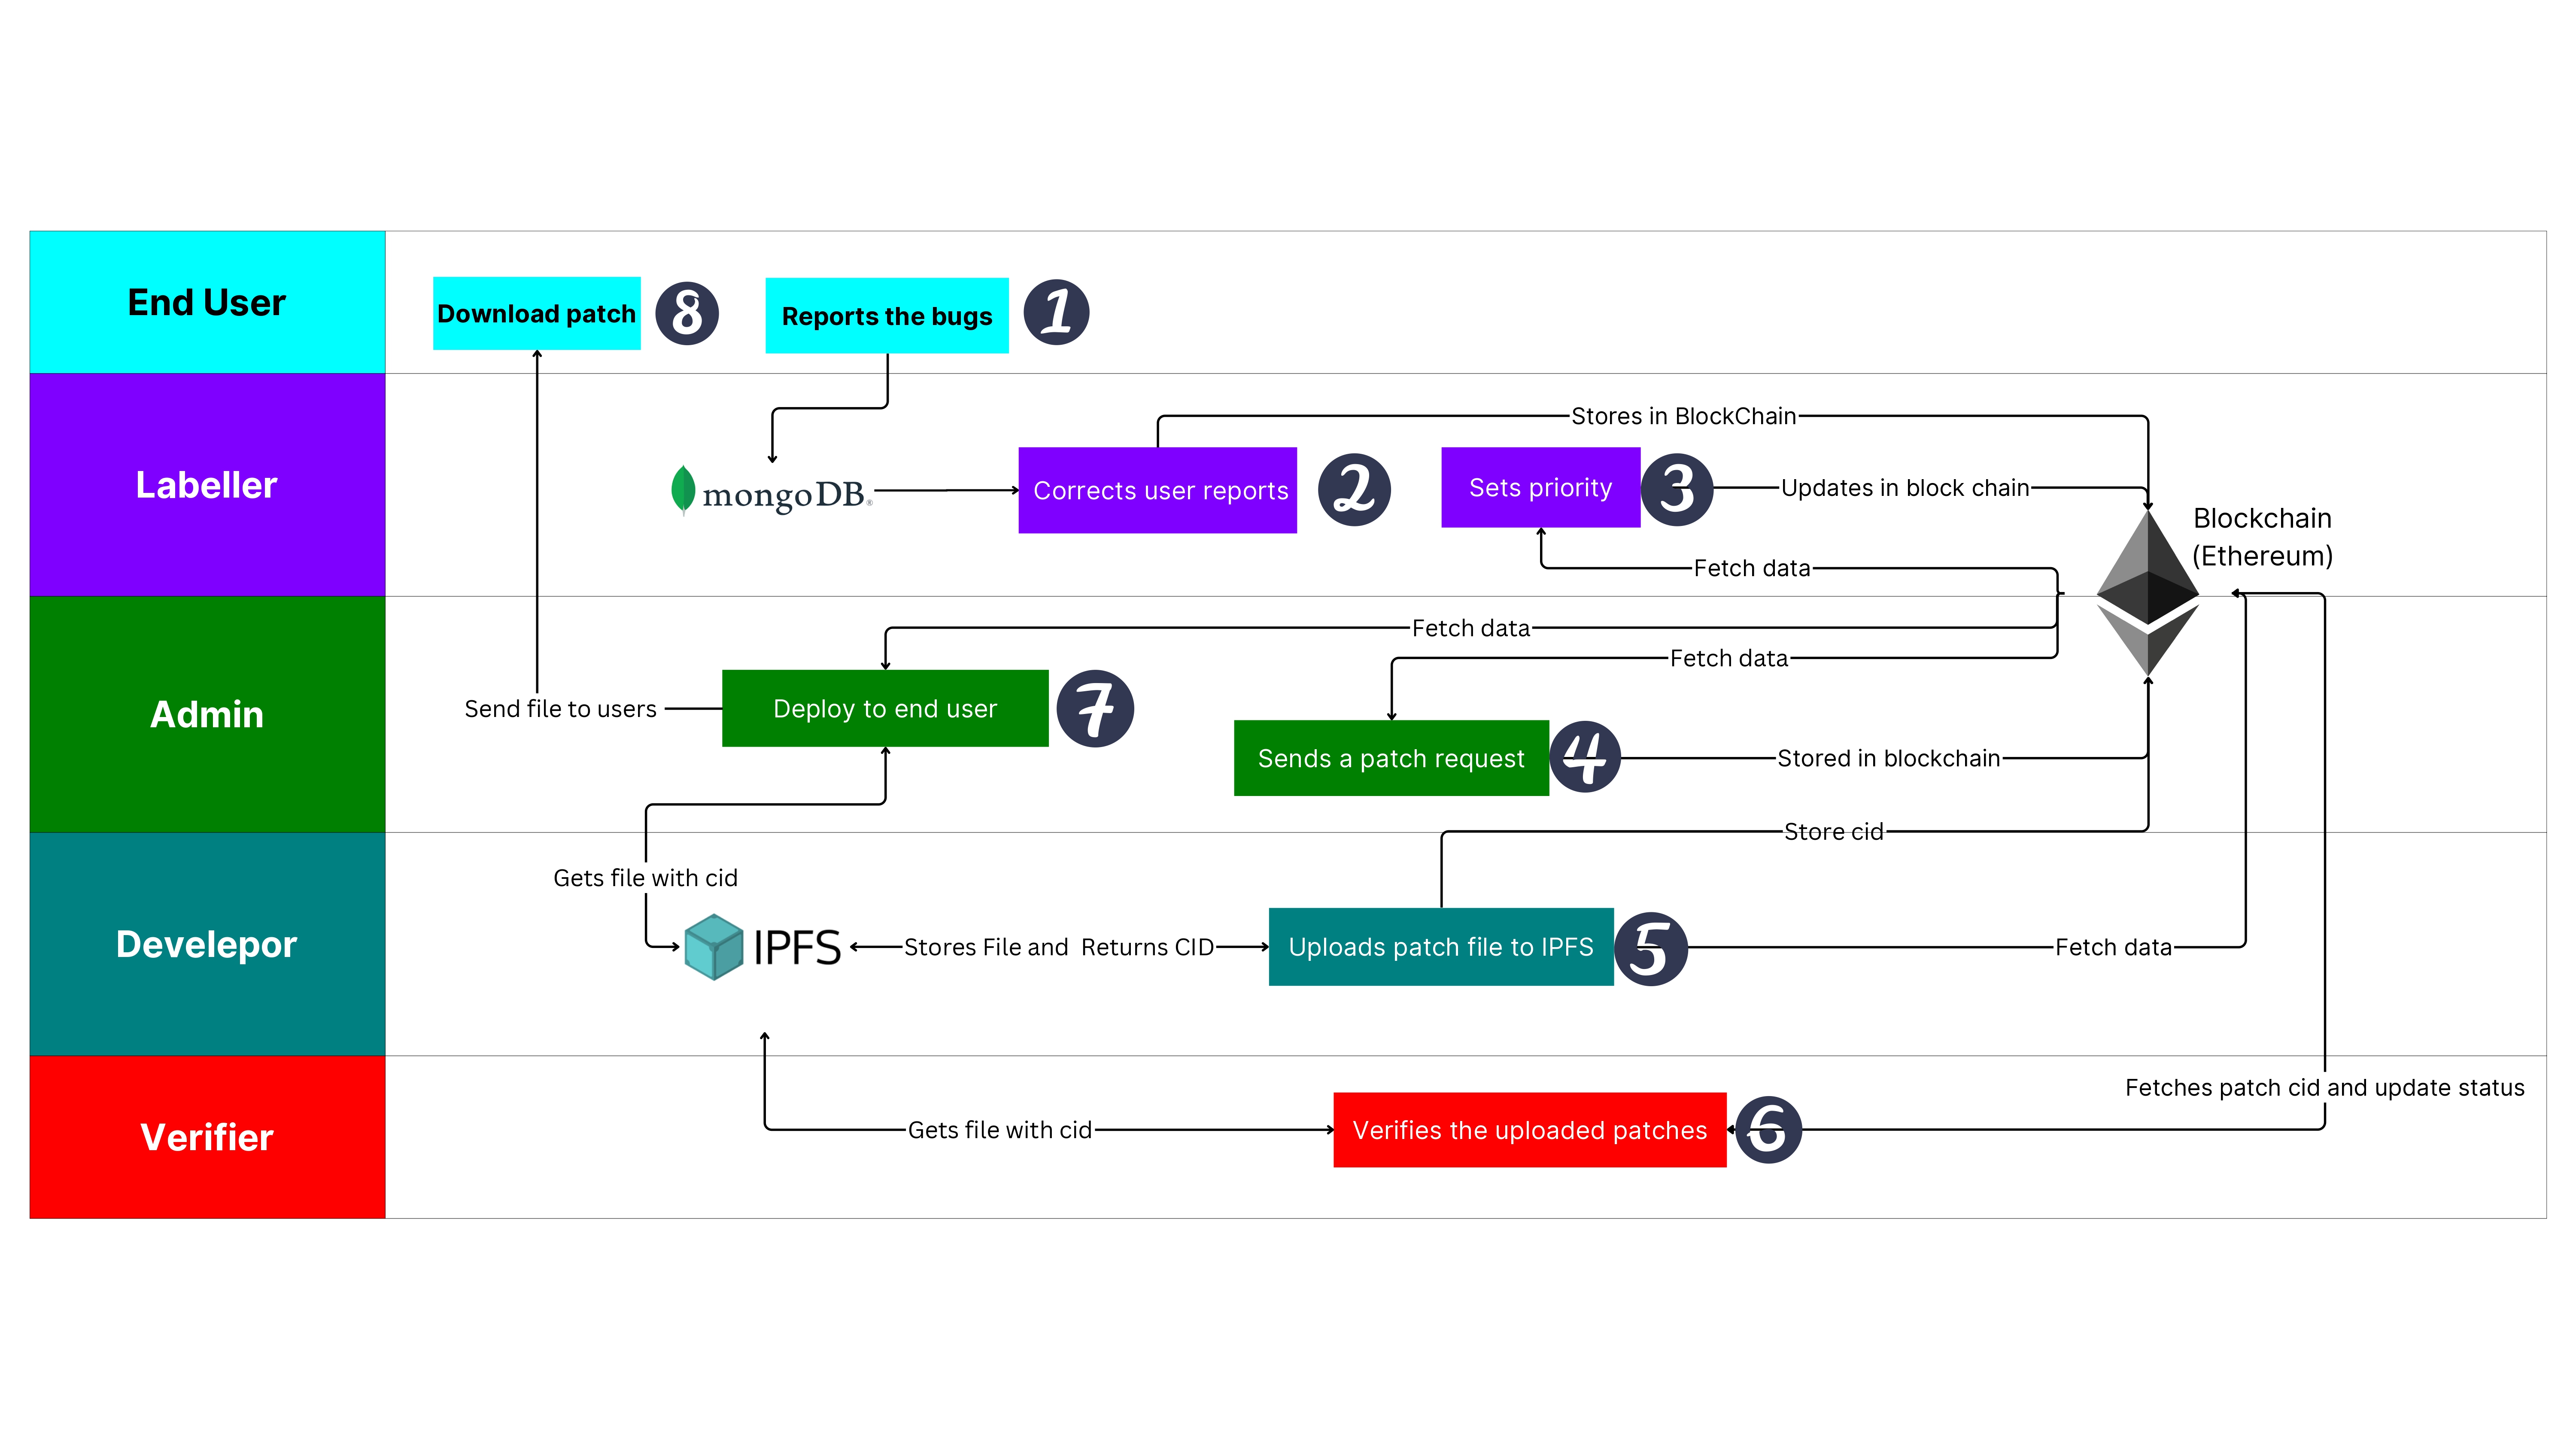 End User
Download patch
8
Reports the bugs
1
Labeller
Stores in BlockChain
mongoDB®
Corrects user reports
2
Sets priority
3
Updates in block chain
Blockchain
(Ethereum)
Fetch data
Admin
Fetch data
Fetch data
Send file to users
Deploy to end user
7
Sends a patch request
4
Stored in blockchain
Store cid
Develepor
Gets file with cid
IPFS
Stores File and  Returns CID
Uploads patch file to IPFS
5
Fetch data
Verifier
Fetches patch cid and update status
Gets file with cid
Verifies the uploaded patches
6